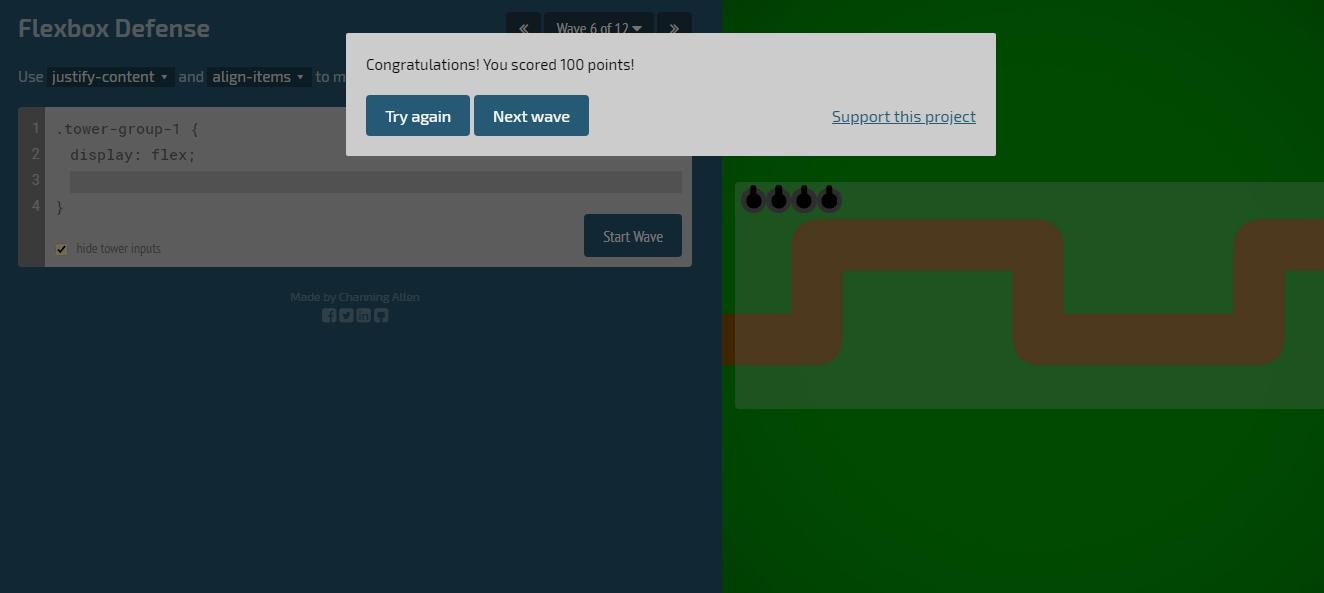 Flexbox Defense
« Wave 6 of 12 »
Use justify-content and align-items to m
Congratulations! You scored 100 points!
Try again Next wave Support this project
1 .tower-group-1 {
2 display: flex;
3
4 }
hide tower inputs
Start Wave
Made by Channing Allen